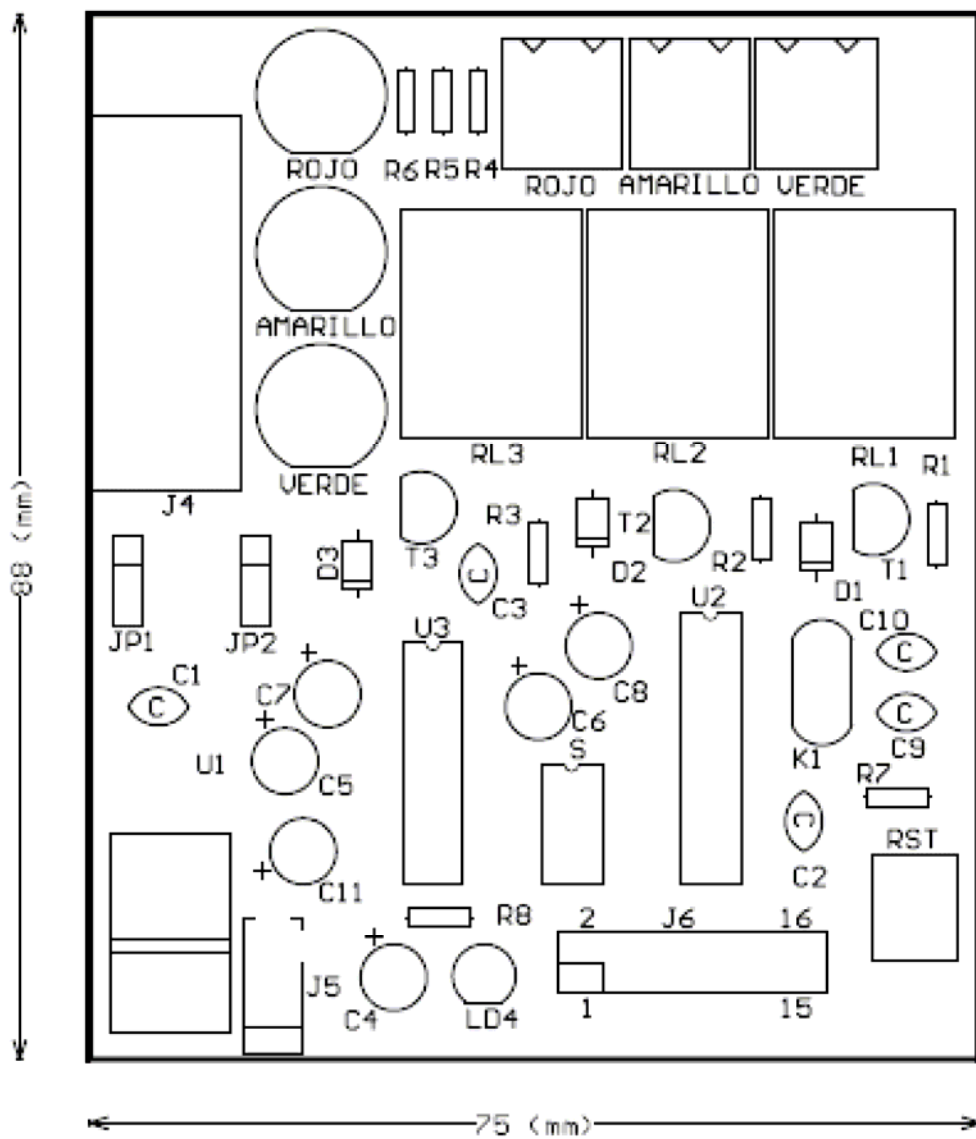 ROJO
R6 R5 R4
ROJO AMARILLO VERDE
AMARILLO
VERDE
RL3 RL2 RL1 R1
J4
88 (mm)
D3 T3 R3 T2 D2 R2 T1 D1
C C3
JP1 JP2 U3 U2 C10
C
C1 C
C7 + C8 +
C6 +
C C9
K1
U1 C5 +
S
R7
C C2
RST
C11 +
R8
2 J6 16
J5 C4 + LD4
1 15
75 (mm)